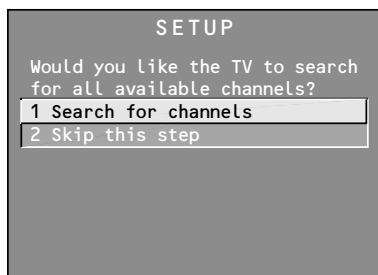 SETUP
Would you like the TV to search
for all available channels?
1 Search for channels
2 Skip this step